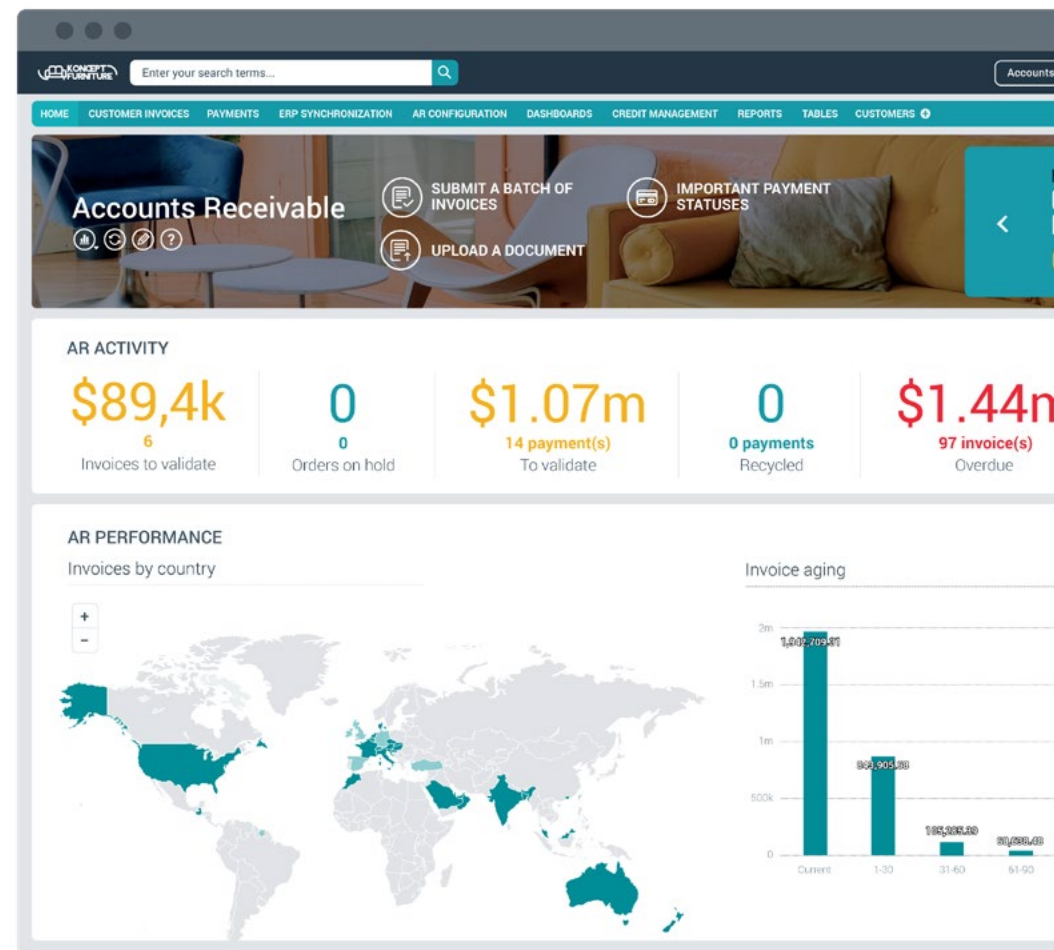 KONCEPT
FURNITURE
Enter your search terms...
Accounts
HOME CUSTOMER INVOICES PAYMENTS ERP SYNCHRONIZATION AR CONFIGURATION DASHBOARDS CREDIT MANAGEMENT REPORTS TABLES CUSTOMERS
Accounts Receivable
SUBMIT A BATCH OF
INVOICES
IMPORTANT PAYMENT
STATUSES
UPLOAD A DOCUMENT
AR ACTIVITY
$89,4k
6
Invoices to validate
0
0
Orders on hold
$1.07m
14 payment(s)
To validate
0
0 payments
Recycled
$1.44m
97 invoice(s)
Overdue
AR PERFORMANCE
Invoices by country
+
−
Invoice aging
2m
1.5m
1m
500k
0
Current 1-30 31-60 61-90